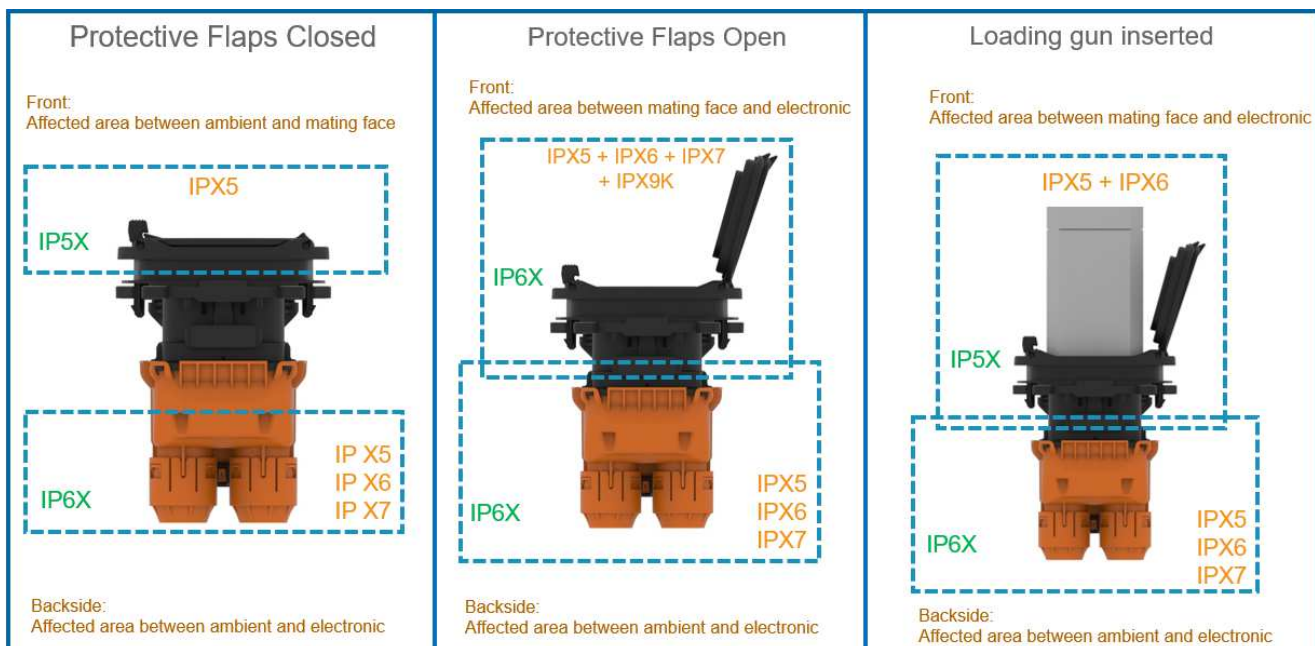 Protective Flaps Closed
Front:
Affected area between ambient and mating face
IPX5
IP5X
IP X5
IP X6
IP6X
IP X7
Backside:
Affected area between ambient and electronic
Protective Flaps Open
Front:
Affected area between mating face and electronic
IPX5 + IPX6 + IPX7
+ IPX9K
IP6X
IPX5
IP6X
IPX6
IPX7
Backside:
Affected area between ambient and electronic
Loading gun inserted
Front:
Affected area between mating face and electronic
IPX5 + IPX6
IP5X
IPX5
IP6X
IPX6
IPX7
Backside:
Affected area between ambient and electronic